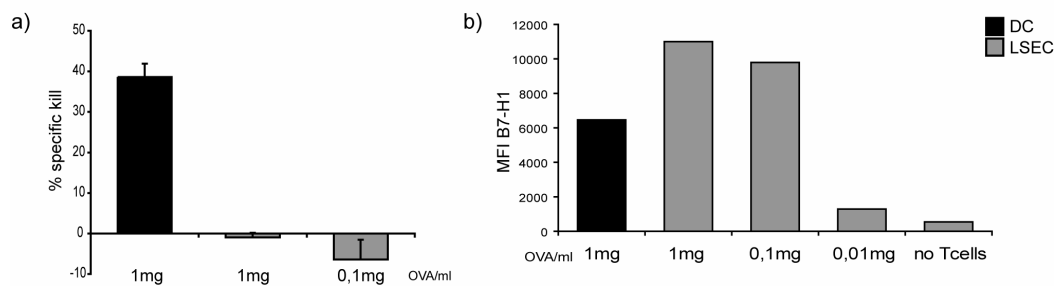 a)
% specific kill
50
40
30
20
10
0
-10
1mg
1mg
0,1mg
OVA/ml
b)
MFI B7-H1
12000
10000
8000
6000
4000
2000
0
OVA/ml
1mg
1mg
0,1mg
0,01mg
no Tcells
DC
LSEC